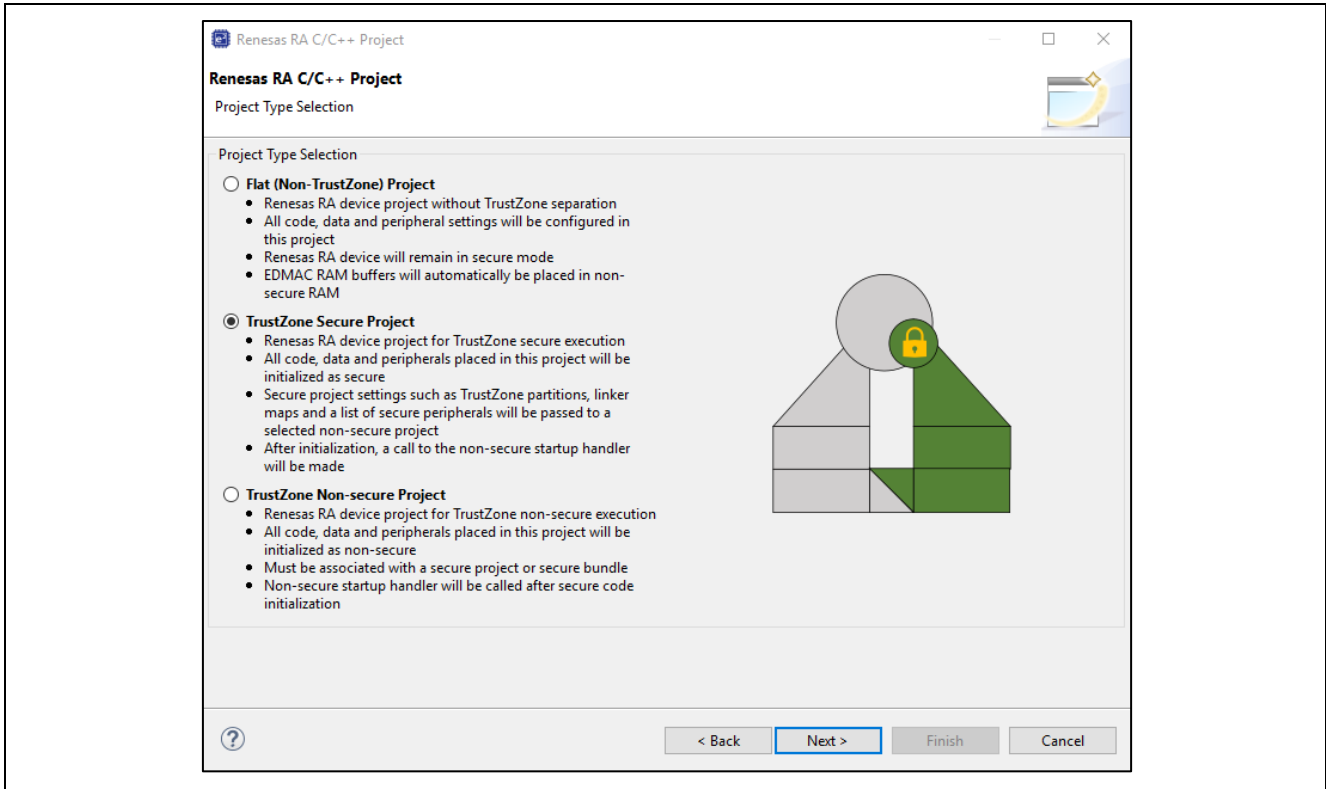 Renesas RA C/C++ Project
Renesas RA C/C++ Project
Project Type Selection
Project Type Selection
Flat (Non-TrustZone) Project
• Renesas RA device project without TrustZone separation
• All code, data and peripheral settings will be configured in
this project
• Renesas RA device will remain in secure mode
• EDMAC RAM buffers will automatically be placed in non-
secure RAM
TrustZone Secure Project
• Renesas RA device project for TrustZone secure execution
• All code, data and peripherals placed in this project will be
initialized as secure
• Secure project settings such as TrustZone partitions, linker
maps and a list of secure peripherals will be passed to a
selected non-secure project
• After initialization, a call to the non-secure startup handler
will be made
TrustZone Non-secure Project
• Renesas RA device project for TrustZone non-secure execution
• All code, data and peripherals placed in this project will be
initialized as non-secure
• Must be associated with a secure project or secure bundle
• Non-secure startup handler will be called after secure code
initialization
?
< Back
Next >
Finish
Cancel